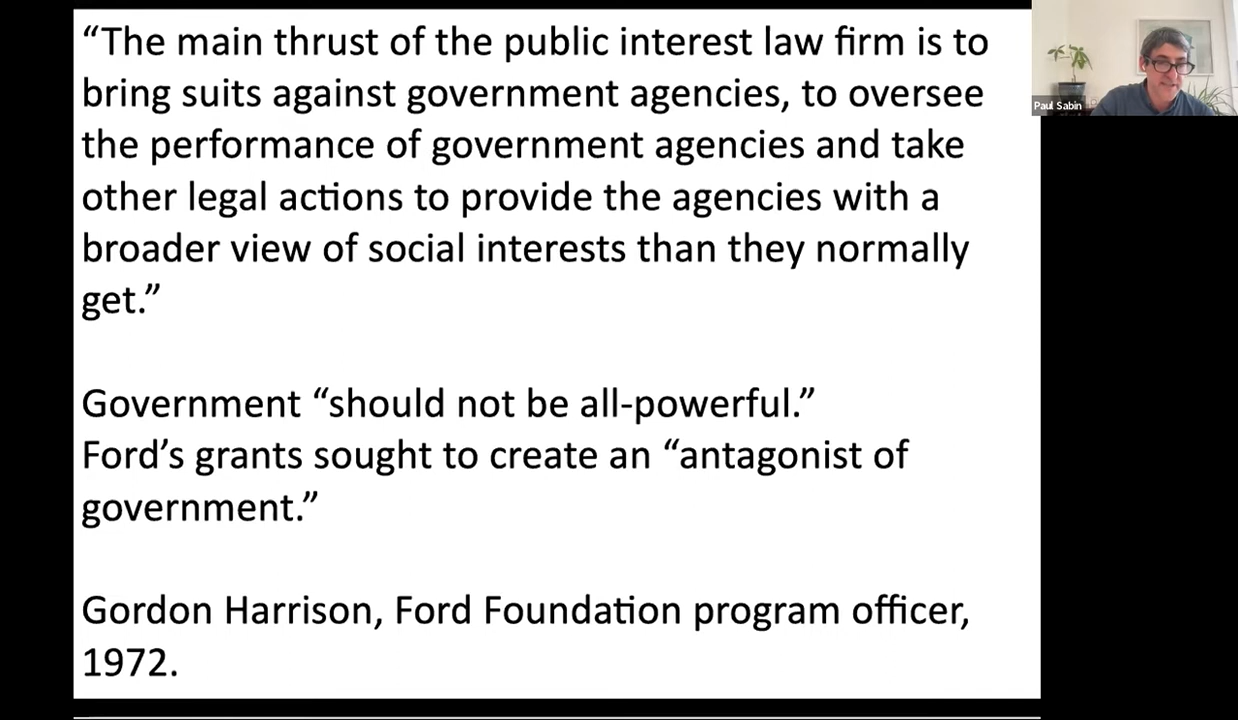 “The main thrust of the public interest law firm is to
bring suits against government agencies, to oversee
the performance of government agencies and take
other legal actions to provide the agencies with a
broader view of social interests than they normally
get.”
Government “should not be all-powerful.”
Ford’s grants sought to create an “antagonist of
government.”
Gordon Harrison, Ford Foundation program officer,
1972.
Paul Sabin